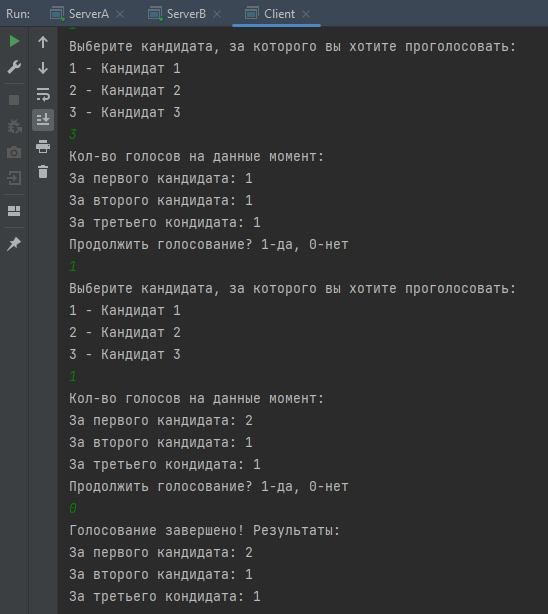 Run: ServerA ServerB Client
Выберите кандидата, за которого вы хотите проголосовать:
1 - Кандидат 1
2 - Кандидат 2
3 - Кандидат 3
3
Кол-во голосов на данные момент:
За первого кандидата: 1
За второго кандидата: 1
За третьего кондидата: 1
Продолжить голосование? 1-да, 0-нет
1
Выберите кандидата, за которого вы хотите проголосовать:
1 - Кандидат 1
2 - Кандидат 2
3 - Кандидат 3
1
Кол-во голосов на данные момент:
За первого кандидата: 2
За второго кандидата: 1
За третьего кондидата: 1
Продолжить голосование? 1-да, 0-нет
0
Голосование завершено! Результаты:
За первого кандидата: 2
За второго кандидата: 1
За третьего кондидата: 1